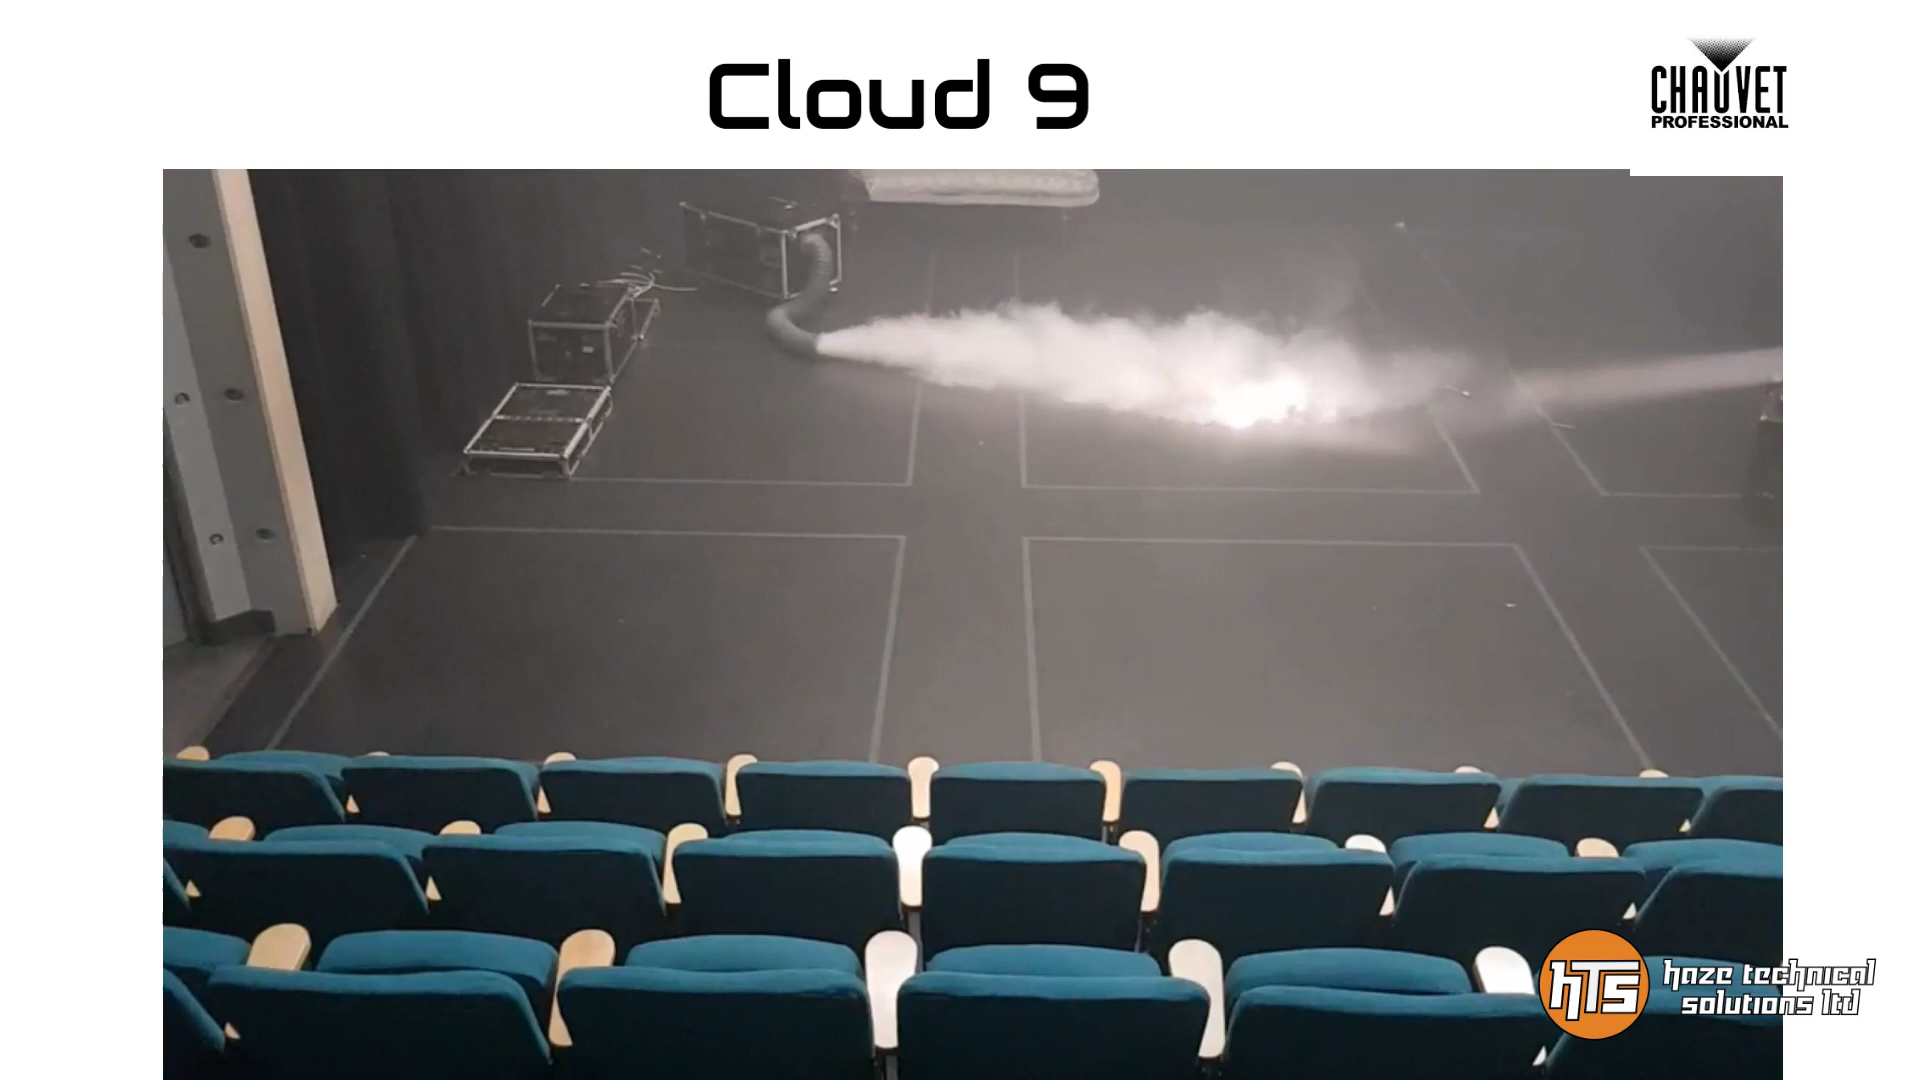 Cloud 9
CHAUVET
PROFESSIONAL
hTS
haze technical
solutions ltd